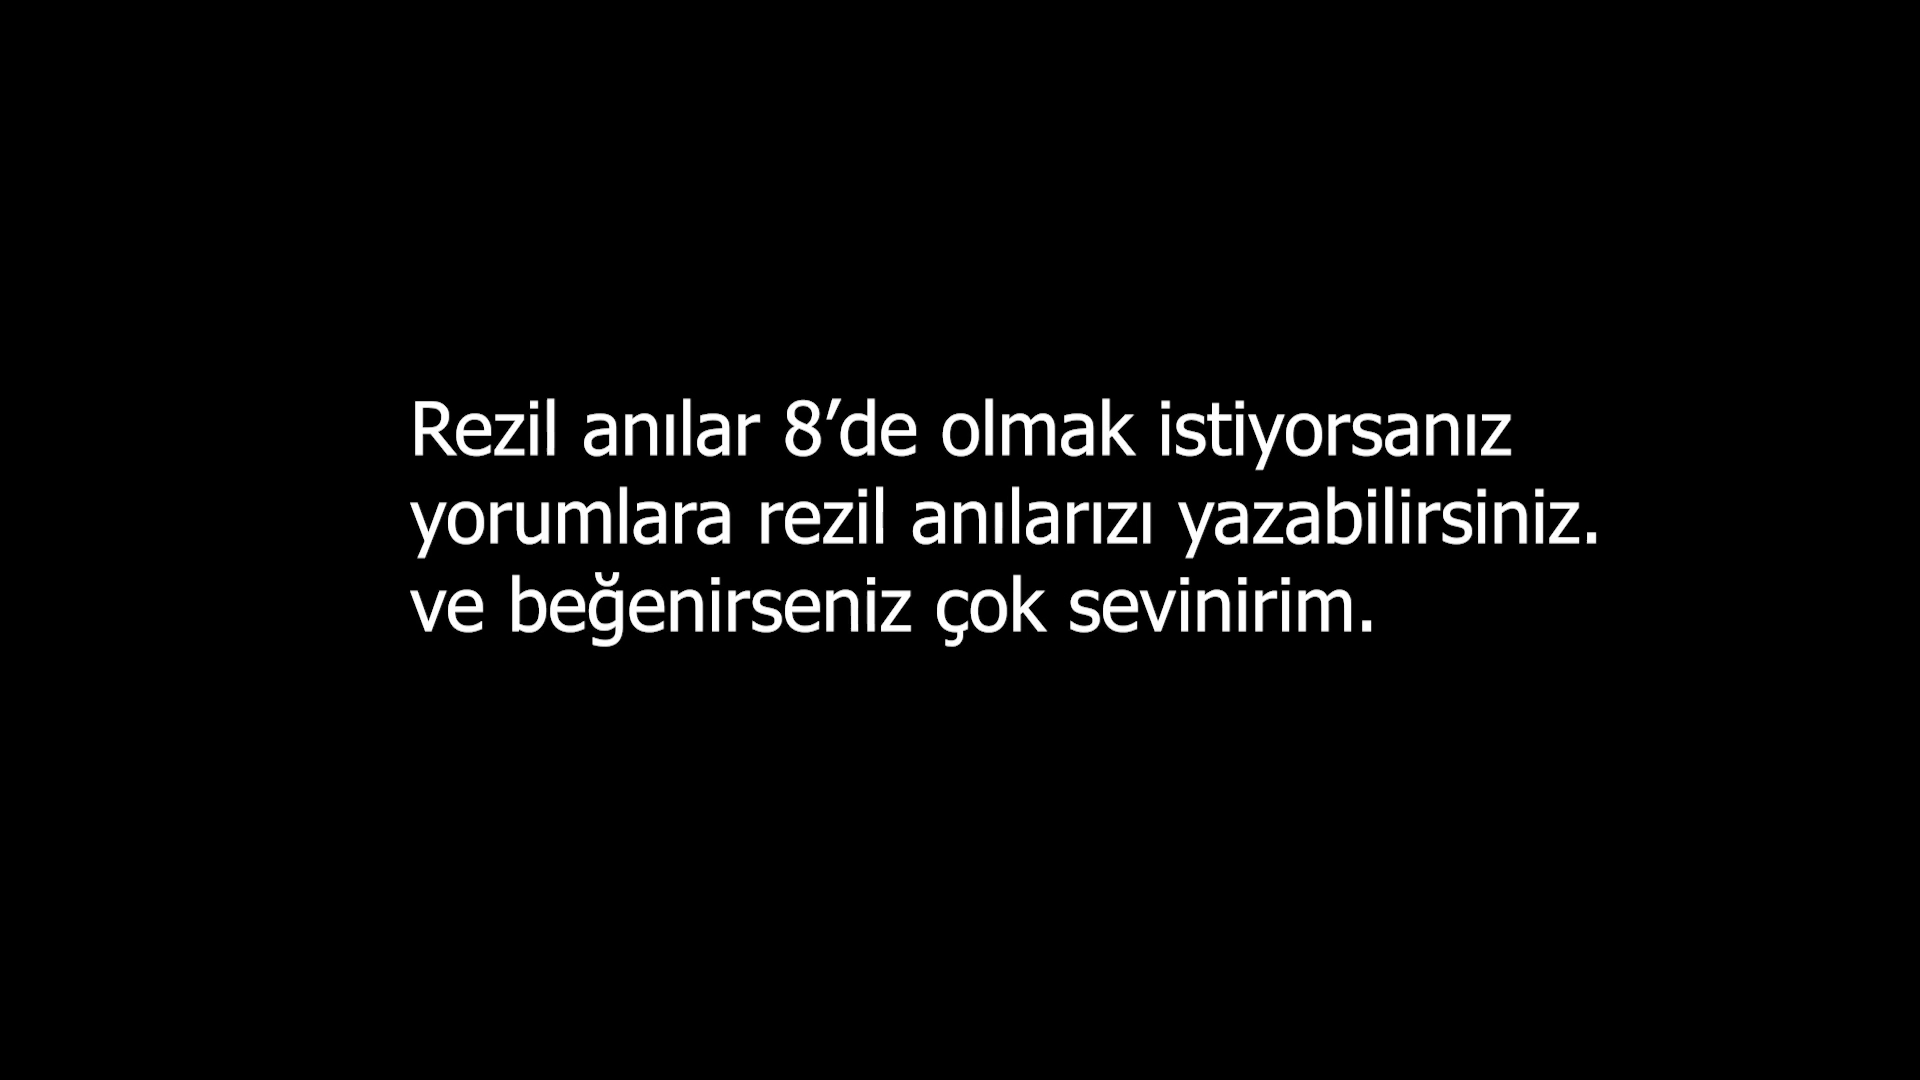 Rezil anılar 8’de olmak istiyorsanız
yorumlara rezil anılarızı yazabilirsiniz.
ve beğenirseniz çok sevinirim.